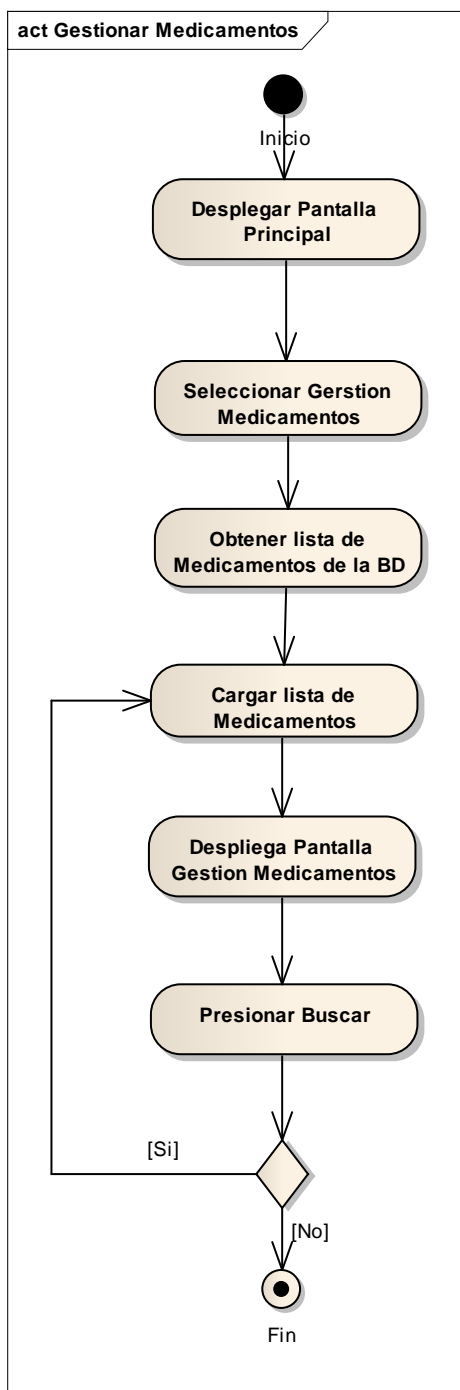 act Gestionar Medicamentos
Inicio
Desplegar Pantalla
Principal
Seleccionar Gerstion
Medicamentos
Obtener lista de
Medicamentos de la BD
Cargar lista de
Medicamentos
Despliega Pantalla
Gestion Medicamentos
Presionar Buscar
[Si]
[No]
Fin